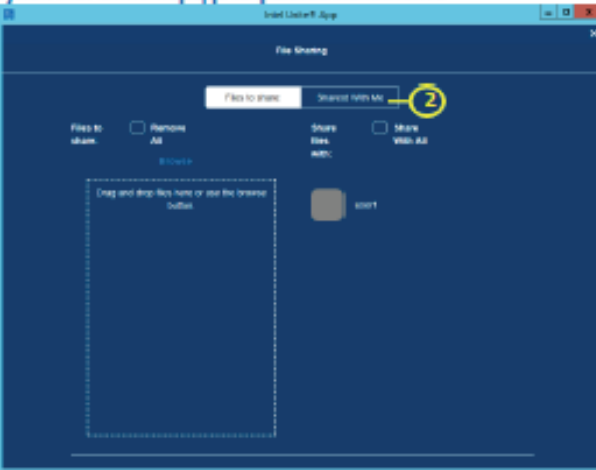 Intel Unite® App
File Sharing
Files to share
Shared With Me
2
Files to
share.
Remove
All
Browse
Share
files
with:
Share
With All
Drag and drop files here or use the browse
button